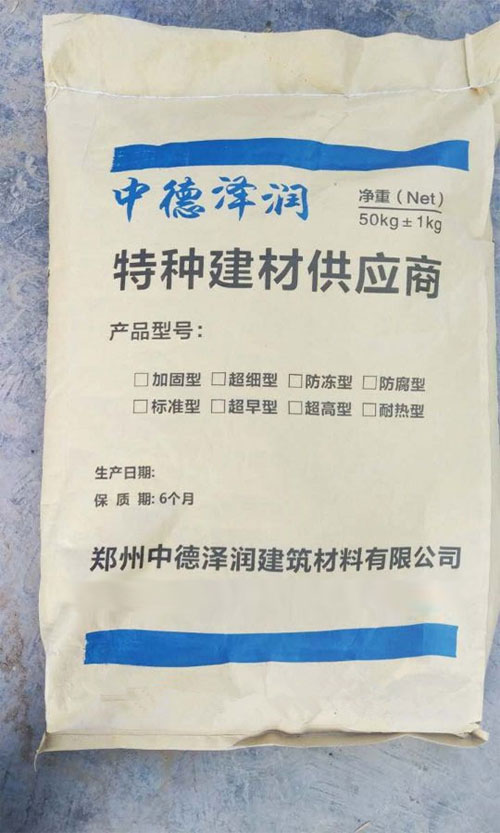 中德泽润
净重（Net）
50kg±1kg
特种建材供应商
产品型号：
□加固型 □超细型 □防冻型 □防腐型
□标准型 □超早型 □超高型 □耐热型
生产日期:
保 质 期: 6个月
郑州中德泽润建筑材料有限公司